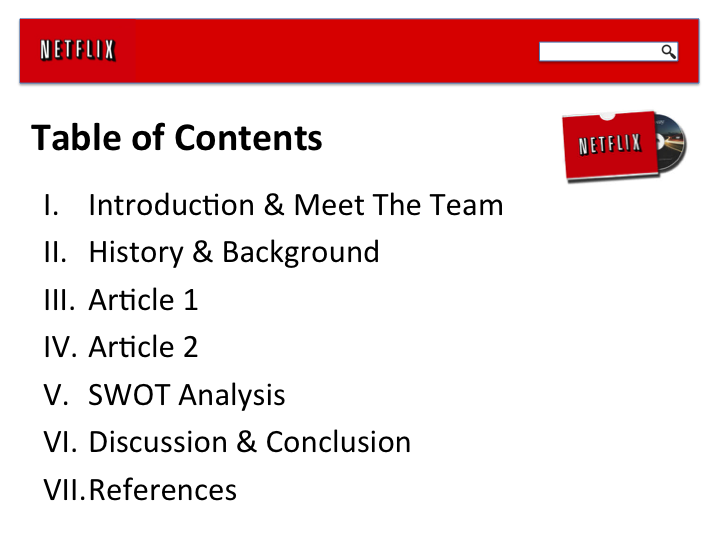 NETFLIX
Table of Contents
NETFLIX
I. Introduction & Meet The Team
II. History & Background
III. Article 1
IV. Article 2
V. SWOT Analysis
VI. Discussion & Conclusion
VII. References